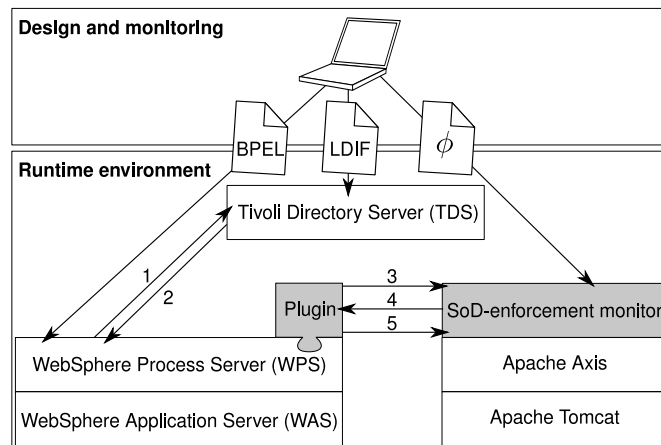 Design and monitoring
BPEL
LDIF
ϕ
Runtime environment
Tivoli Directory Server (TDS)
1
2
3
4
5
Plugin
SoD-enforcement monitor
WebSphere Process Server (WPS)
Apache Axis
WebSphere Application Server (WAS)
Apache Tomcat